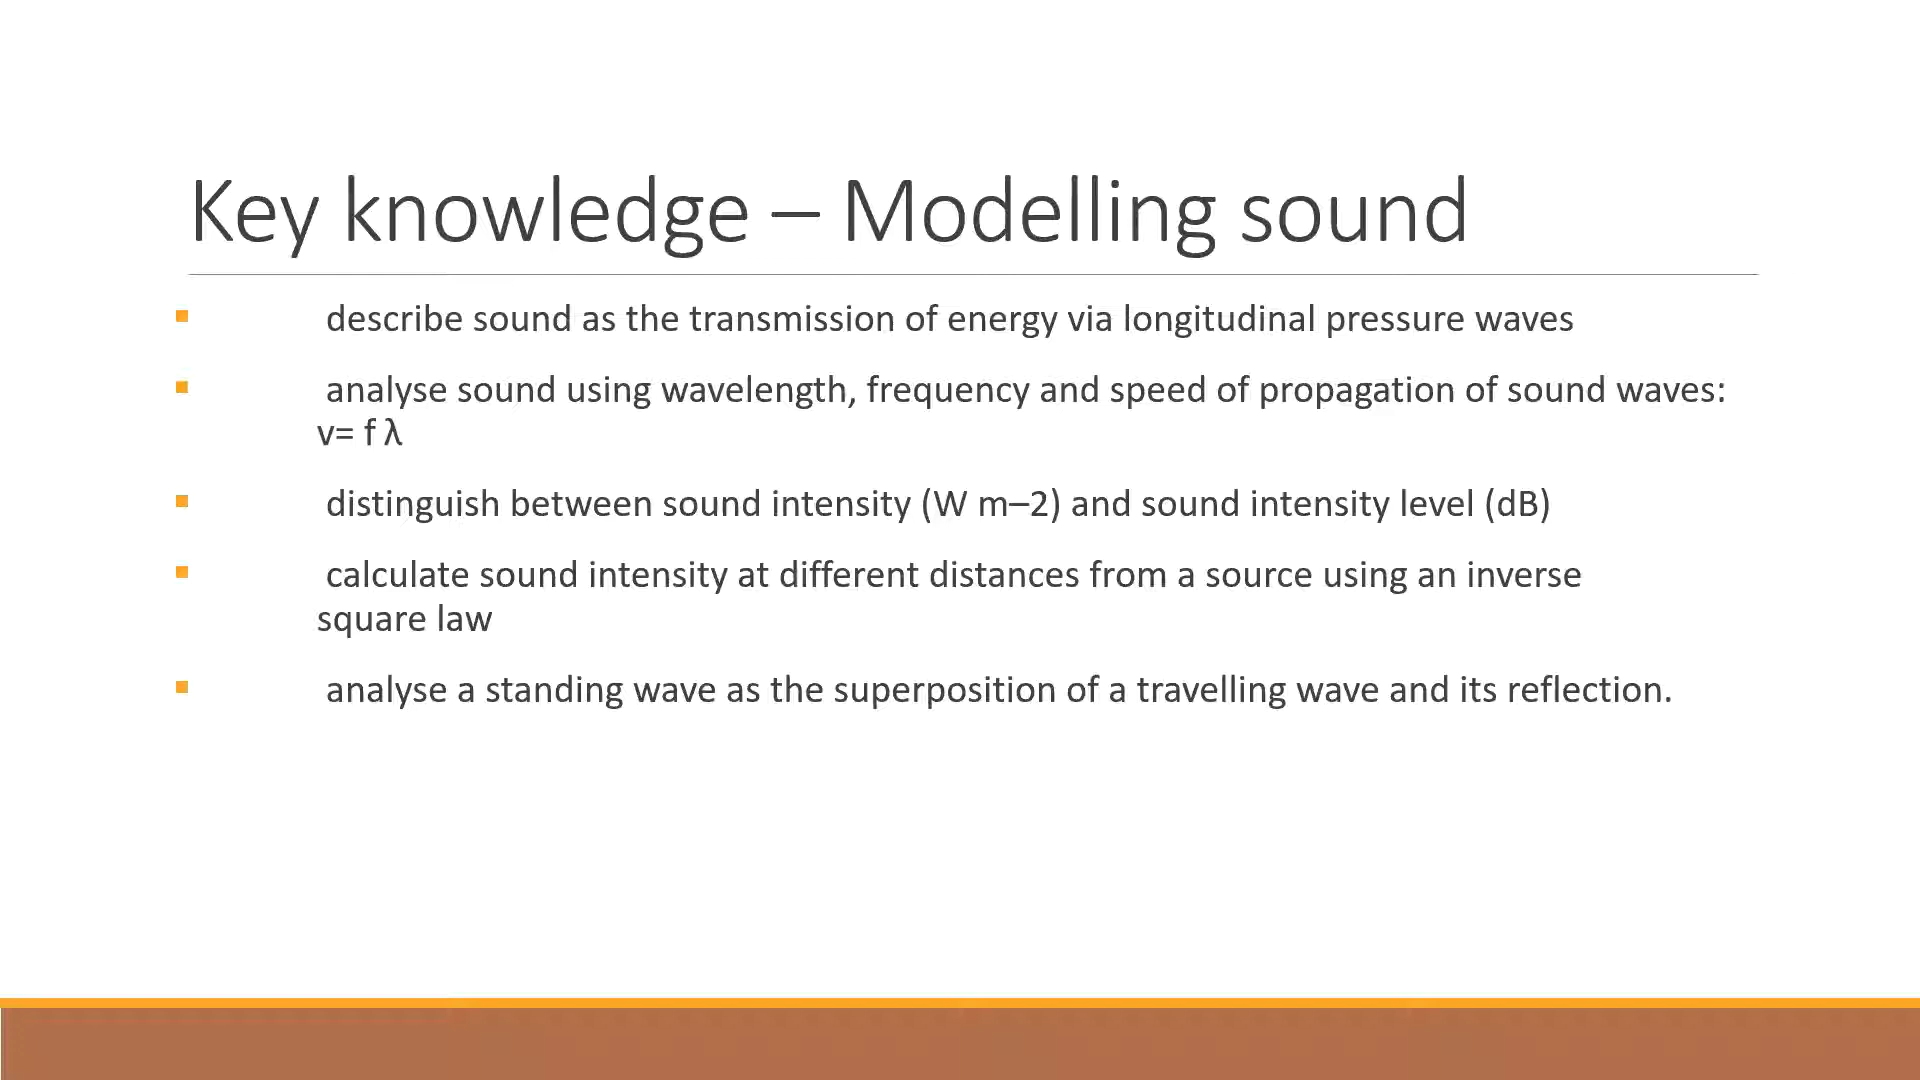 Key knowledge – Modelling sound
describe sound as the transmission of energy via longitudinal pressure waves
analyse sound using wavelength, frequency and speed of propagation of sound waves:
v= f λ
distinguish between sound intensity (W m–2) and sound intensity level (dB)
calculate sound intensity at different distances from a source using an inverse
square law
analyse a standing wave as the superposition of a travelling wave and its reflection.